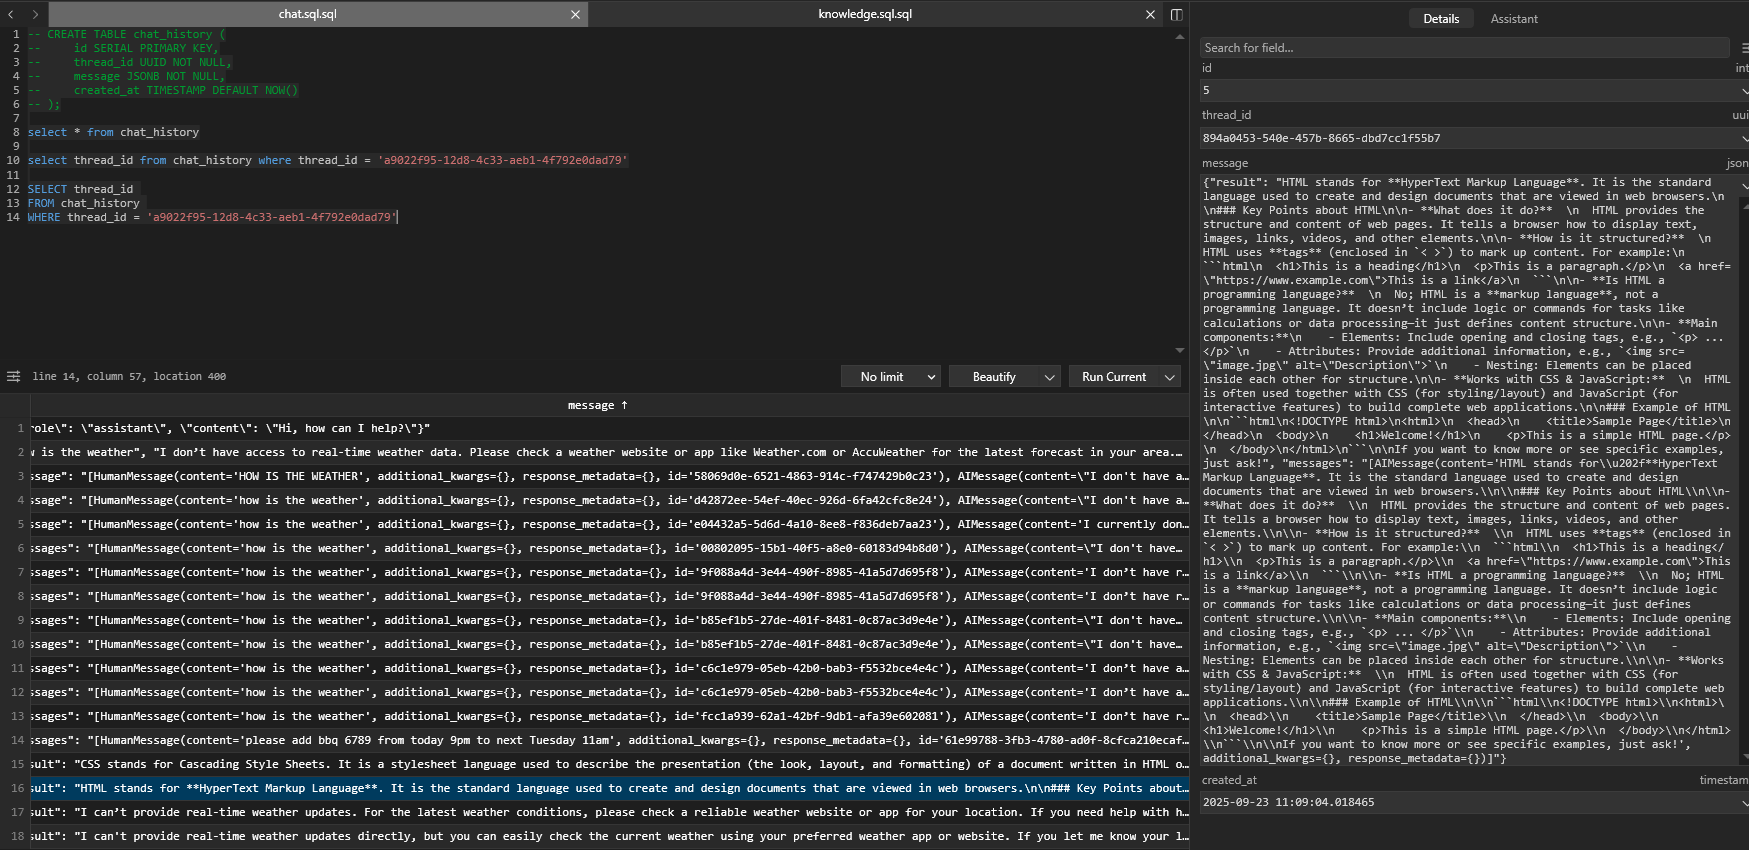 chat.sql.sql
knowledge.sql.sql
1 -- CREATE TABLE chat_history (
2 --     id SERIAL PRIMARY KEY,
3 --     thread_id UUID NOT NULL,
4 --     message JSONB NOT NULL,
5 --     created_at TIMESTAMP DEFAULT NOW()
6 -- );
7
8 select * from chat_history
9
10 select thread_id from chat_history where thread_id = 'a9022f95-12d8-4c33-aeb1-4f792e0dad79'
11
12 SELECT thread_id
13 FROM chat_history
14 WHERE thread_id = 'a9022f95-12d8-4c33-aeb1-4f792e0dad79'
line 14, column 57, location 400
No limit
Beautify
Run Current
message ↑
1 role\": \"assistant\", \"content\": \"Hi, how can I help?\"}"
2 w is the weather", "I don’t have access to real-time weather data. Please check a weather website or app like Weather.com or AccuWeather for the latest forecast in your area.…
3 ssage": "[HumanMessage(content='HOW IS THE WEATHER', additional_kwargs={}, response_metadata={}, id='58069d0e-6521-4863-914c-f747429b0c23'), AIMessage(content=\"I don't have a…
4 ssage": "[HumanMessage(content='how is the weather', additional_kwargs={}, response_metadata={}, id='d42872ee-54ef-40ec-926d-6fa42cfc8e24'), AIMessage(content=\"I don't have a…
5 ssage": "[HumanMessage(content='how is the weather', additional_kwargs={}, response_metadata={}, id='e04432a5-5d6d-4a10-8ee8-f836deb7aa23'), AIMessage(content='I currently don…
6 ssages": "[HumanMessage(content='how is the weather', additional_kwargs={}, response_metadata={}, id='00802095-15b1-40f5-a8e0-60183d94b8d0'), AIMessage(content=\"I don't have…
7 ssages": "[HumanMessage(content='how is the weather', additional_kwargs={}, response_metadata={}, id='9f088a4d-3e44-490f-8985-41a5d7d695f8'), AIMessage(content='I don’t have r…
8 ssages": "[HumanMessage(content='how is the weather', additional_kwargs={}, response_metadata={}, id='9f088a4d-3e44-490f-8985-41a5d7d695f8'), AIMessage(content='I don’t have r…
9 ssages": "[HumanMessage(content='how is the weather', additional_kwargs={}, response_metadata={}, id='b85ef1b5-27de-401f-8481-0c87ac3d9e4e'), AIMessage(content=\"I don't have…
10 ssages": "[HumanMessage(content='how is the weather', additional_kwargs={}, response_metadata={}, id='b85ef1b5-27de-401f-8481-0c87ac3d9e4e'), AIMessage(content=\"I don't have…
11 ssages": "[HumanMessage(content='how is the weather', additional_kwargs={}, response_metadata={}, id='c6c1e979-05eb-42b0-bab3-f5532bce4e4c'), AIMessage(content='I don’t have a…
12 ssages": "[HumanMessage(content='how is the weather', additional_kwargs={}, response_metadata={}, id='c6c1e979-05eb-42b0-bab3-f5532bce4e4c'), AIMessage(content='I don’t have a…
13 ssages": "[HumanMessage(content='how is the weather', additional_kwargs={}, response_metadata={}, id='fcc1a939-62a1-42bf-9db1-afa39e602081'), AIMessage(content='I don’t have r…
14 ssages": "[HumanMessage(content='please add bbq 6789 from today 9pm to next Tuesday 11am', additional_kwargs={}, response_metadata={}, id='61e99788-3fb3-4780-ad0f-8cfca210ecaf…
15 sult": "CSS stands for Cascading Style Sheets. It is a stylesheet language used to describe the presentation (the look, layout, and formatting) of a document written in HTML o…
16 sult": "HTML stands for **HyperText Markup Language**. It is the standard language used to create and design documents that are viewed in web browsers.\n\n### Key Points about…
17 sult": "I can’t provide real-time weather updates. For the latest weather conditions, please check a reliable weather website or app for your location. If you need help with h…
18 sult": "I can't provide real-time weather updates directly, but you can easily check the current weather using your preferred weather app or website. If you let me know your l…
Details
Assistant
Search for field...
id int
5
thread_id uui
894a0453-540e-457b-8665-dbd7cc1f55b7
message json
{"result": "HTML stands for **HyperText Markup Language**. It is the standard
language used to create and design documents that are viewed in web browsers.\n
\n### Key Points about HTML\n\n- **What does it do?**  \n  HTML provides the
structure and content of web pages. It tells a browser how to display text,
images, links, videos, and other elements.\n\n- **How is it structured?**  \n
HTML uses **tags** (enclosed in `< >`) to mark up content. For example:\n
```html\n  <h1>This is a heading</h1>\n  <p>This is a paragraph.</p>\n  <a href=
\"https://www.example.com\">This is a link</a>\n  ```\n\n- **Is HTML a
programming language?**  \n  No; HTML is a **markup language**, not a
programming language. It doesn’t include logic or commands for tasks like
calculations or data processing—it just defines content structure.\n\n- **Main
components:**\n    - Elements: Include opening and closing tags, e.g., `<p> ...
</p>`\n    - Attributes: Provide additional information, e.g., `<img src=
\"image.jpg\" alt=\"Description\">`\n    - Nesting: Elements can be placed
inside each other for structure.\n\n- **Works with CSS & JavaScript:**  \n  HTML
is often used together with CSS (for styling/layout) and JavaScript (for
interactive features) to build complete web applications.\n\n### Example of HTML
\n\n```html\n<!DOCTYPE html>\n<html>\n  <head>\n    <title>Sample Page</title>\n
</head>\n  <body>\n    <h1>Welcome!</h1>\n    <p>This is a simple HTML page.</p>
\n  </body>\n</html>\n```\n\nIf you want to know more or see specific examples,
just ask!", "messages": "[AIMessage(content='HTML stands for\\u202f**HyperText
Markup Language**. It is the standard language used to create and design
documents that are viewed in web browsers.\\n\\n### Key Points about HTML\\n\\n-
**What does it do?**  \\n  HTML provides the structure and content of web pages.
It tells a browser how to display text, images, links, videos, and other
elements.\\n\\n- **How is it structured?**  \\n  HTML uses **tags** (enclosed in
`< >`) to mark up content. For example:\\n  ```html\\n  <h1>This is a heading</
h1>\\n  <p>This is a paragraph.</p>\\n  <a href=\"https://www.example.com\">This
is a link</a>\\n  ```\\n\\n- **Is HTML a programming language?**  \\n  No; HTML
is a **markup language**, not a programming language. It doesn’t include logic
or commands for tasks like calculations or data processing—it just defines
content structure.\\n\\n- **Main components:**\\n    - Elements: Include opening
and closing tags, e.g., `<p> ... </p>`\\n    - Attributes: Provide additional
information, e.g., `<img src=\"image.jpg\" alt=\"Description\">`\\n    -
Nesting: Elements can be placed inside each other for structure.\\n\\n- **Works
with CSS & JavaScript:**  \\n  HTML is often used together with CSS (for
styling/layout) and JavaScript (for interactive features) to build complete web
applications.\\n\\n### Example of HTML\\n\\n```html\\n<!DOCTYPE html>\\n<html>\
\n  <head>\\n    <title>Sample Page</title>\\n  </head>\\n  <body>\\n
<h1>Welcome!</h1>\\n    <p>This is a simple HTML page.</p>\\n  </body>\\n</html>
\\n```\\n\\nIf you want to know more or see specific examples, just ask!',
additional_kwargs={}, response_metadata={})]"}
created_at timestam
2025-09-23 11:09:04.018465